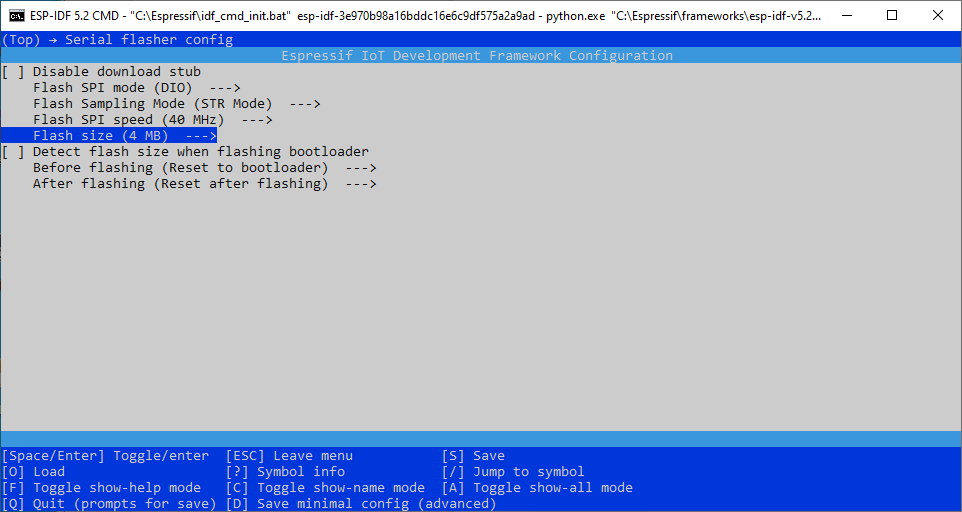 ESP-IDF 5.2 CMD - "C:\Espressif\idf_cmd_init.bat" esp-idf-3e970b98a16bddc16e6c9df575a2a9ad - python.exe "C:\Espressif\frameworks\esp-idf-v5.2...
(Top) → Serial flasher config
Espressif IoT Development Framework Configuration
[ ] Disable download stub
Flash SPI mode (DIO) --->
Flash Sampling Mode (STR Mode) --->
Flash SPI speed (40 MHz) --->
Flash size (4 MB) --->
[ ] Detect flash size when flashing bootloader
Before flashing (Reset to bootloader) --->
After flashing (Reset after flashing) --->
[Space/Enter] Toggle/enter [ESC] Leave menu [S] Save
[O] Load [?] Symbol info [/] Jump to symbol
[F] Toggle show-help mode [C] Toggle show-name mode [A] Toggle show-all mode
[Q] Quit (prompts for save) [D] Save minimal config (advanced)